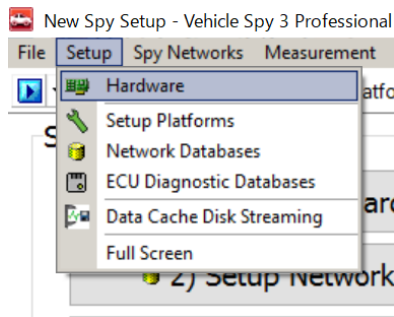 New Spy Setup - Vehicle Spy 3 Professional
File Setup Spy Networks Measurement
Hardware
Setup Platforms
Network Databases
ECU Diagnostic Databases
Data Cache Disk Streaming
Full Screen
2) Setup Network